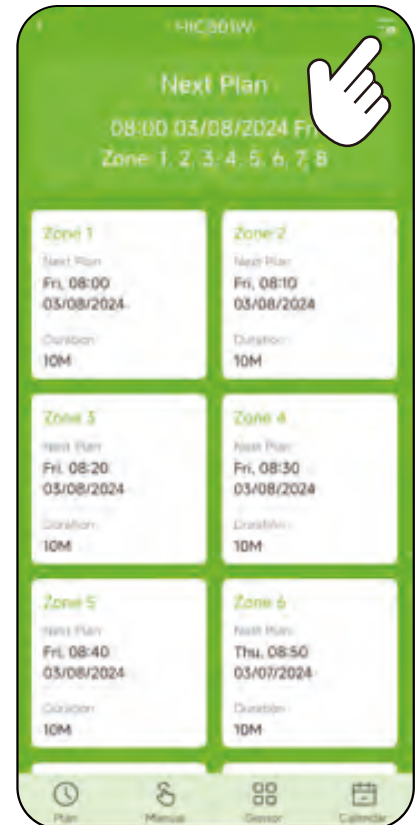 HIC801W
Next Plan
08:00 03/08/2024 Fri
Zone: 1, 2, 3, 4, 5, 6, 7, 8
Zone 1
Next Plan
Fri, 08:00
03/08/2024
Duration
10M
Zone 2
Next Plan
Fri, 08:10
03/08/2024
Duration
10M
Zone 3
Next Plan
Fri, 08:20
03/08/2024
Duration
10M
Zone 4
Next Plan
Fri, 08:30
03/08/2024
Duration
10M
Zone 5
Next Plan
Fri, 08:40
03/08/2024
Duration
10M
Zone 6
Next Plan
Thu, 08:50
03/07/2024
Duration
10M
Plan
Manual
Sensor
Calendar